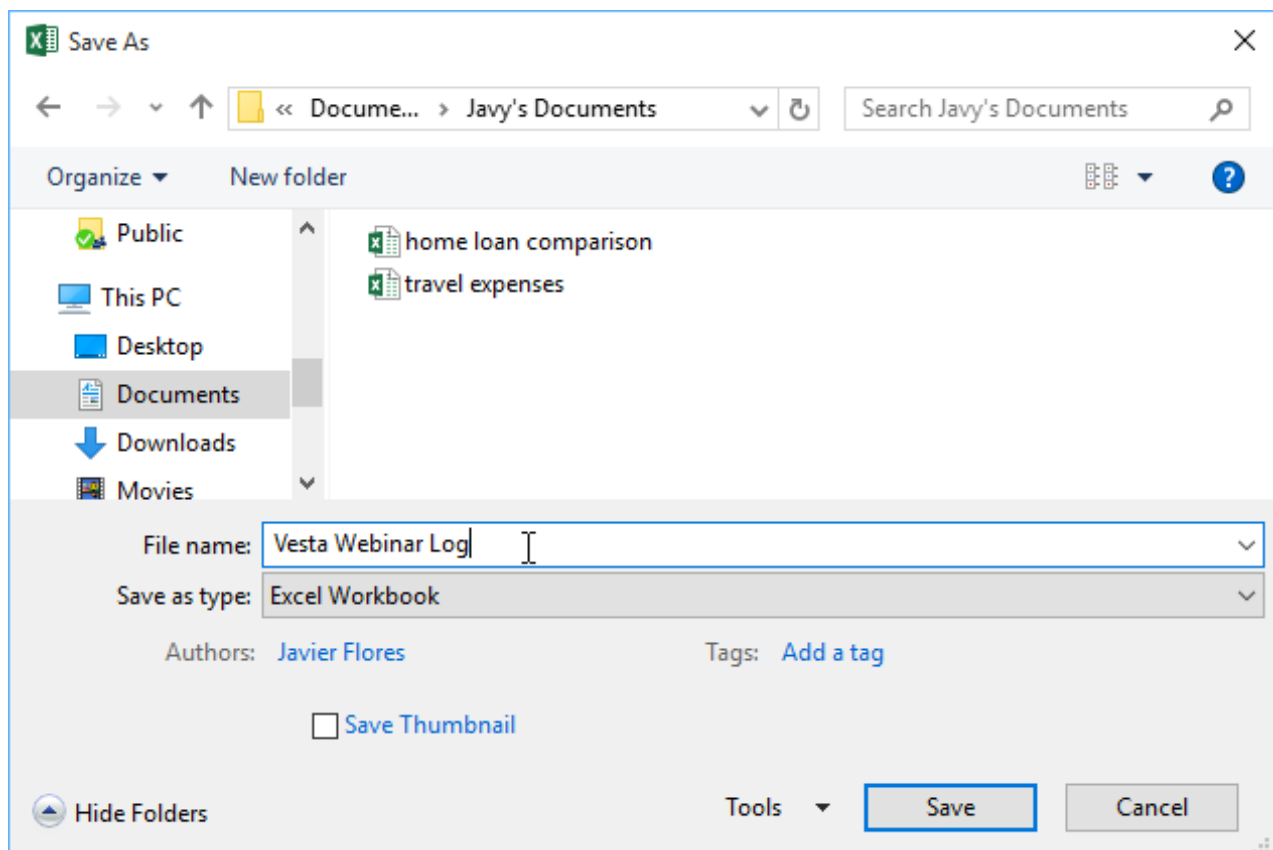 Save As
« Docume... › Javy's Documents Search Javy's Documents
Organize New folder
Public
This PC
Desktop
Documents
Downloads
Movies
home loan comparison
travel expenses
File name: Vesta Webinar Log
Save as type: Excel Workbook
Authors: Javier Flores Tags: Add a tag
Save Thumbnail
Hide Folders Tools Save Cancel